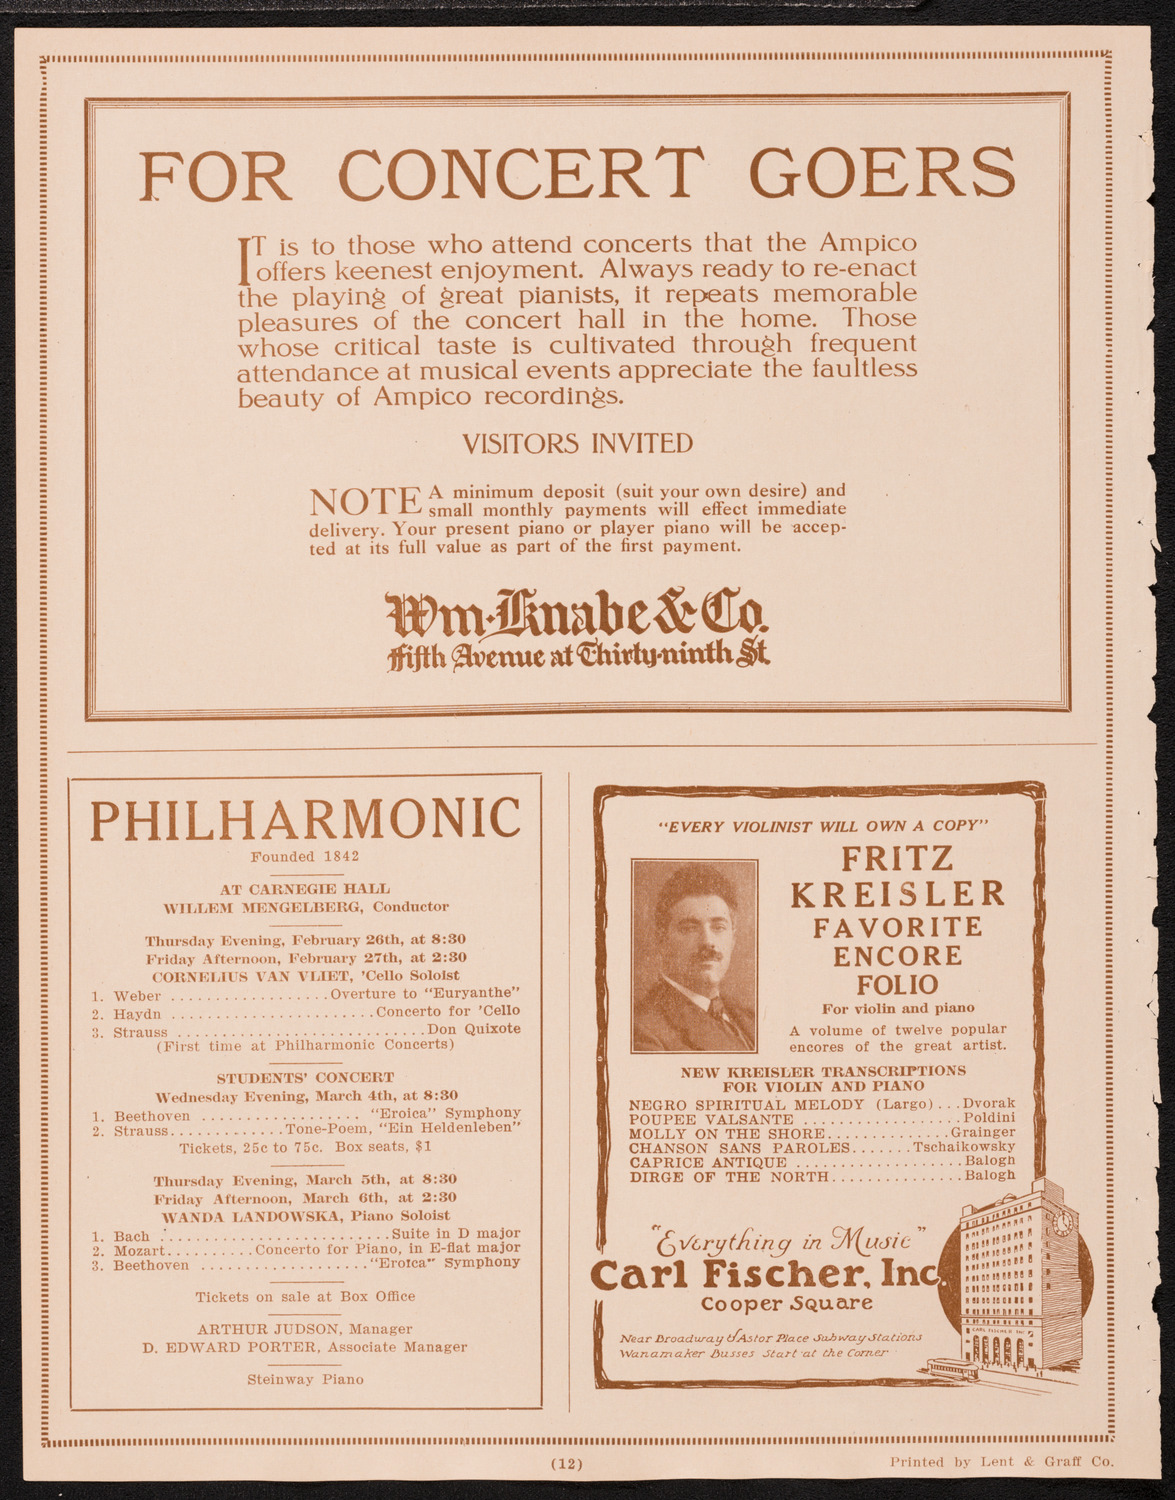 FOR CONCERT GOERS
IT is to those who attend concerts that the Ampico
offers keenest enjoyment. Always ready to re-enact
the playing of great pianists, it repeats memorable
pleasures of the concert hall in the home. Those
whose critical taste is cultivated through frequent
attendance at musical events appreciate the faultless
beauty of Ampico recordings.
VISITORS INVITED
NOTE A minimum deposit (suit your own desire) and
small monthly payments will effect immediate
delivery. Your present piano or player piano will be accep-
ted at its full value as part of the first payment.
Wm. Knabe & Co.
Fifth Avenue at Thirty-ninth St.
PHILHARMONIC
Founded 1842
AT CARNEGIE HALL
WILLEM MENGELBERG, Conductor
Thursday Evening, February 26th, at 8:30
Friday Afternoon, February 27th, at 2:30
CORNELIUS VAN VLIET, 'Cello Soloist
1. Weber ..................Overture to "Euryanthe"
2. Haydn .......................Concerto for 'Cello
3. Strauss ............................Don Quixote
(First time at Philharmonic Concerts)
STUDENTS' CONCERT
Wednesday Evening, March 4th, at 8:30
1. Beethoven .................. "Eroica" Symphony
2. Strauss.............Tone-Poem, "Ein Heldenleben"
Tickets, 25c to 75c. Box seats, $1
Thursday Evening, March 5th, at 8:30
Friday Afternoon, March 6th, at 2:30
WANDA LANDOWSKA, Piano Soloist
1. Bach ..........................Suite in D major
2. Mozart..........Concerto for Piano, in E-flat major
3. Beethoven ..................."Eroica" Symphony
Tickets on sale at Box Office
ARTHUR JUDSON, Manager
D. EDWARD PORTER, Associate Manager
Steinway Piano
"EVERY VIOLINIST WILL OWN A COPY"
FRITZ
KREISLER
FAVORITE
ENCORE
FOLIO
For violin and piano
A volume of twelve popular
encores of the great artist.
NEW KREISLER TRANSCRIPTIONS
FOR VIOLIN AND PIANO
NEGRO SPIRITUAL MELODY (Largo)...Dvorak
POUPEE VALSANTE ..................Poldini
MOLLY ON THE SHORE..............Grainger
CHANSON SANS PAROLES.......Tschaikowsky
CAPRICE ANTIQUE ...................Balogh
DIRGE OF THE NORTH...............Balogh
"Everything in Music"
Carl Fischer, Inc.
Cooper Square
Near Broadway & Astor Place Subway Stations
Wanamaker Busses Start at the Corner
CARL FISCHER INC
(12)
Printed by Lent & Graff Co.